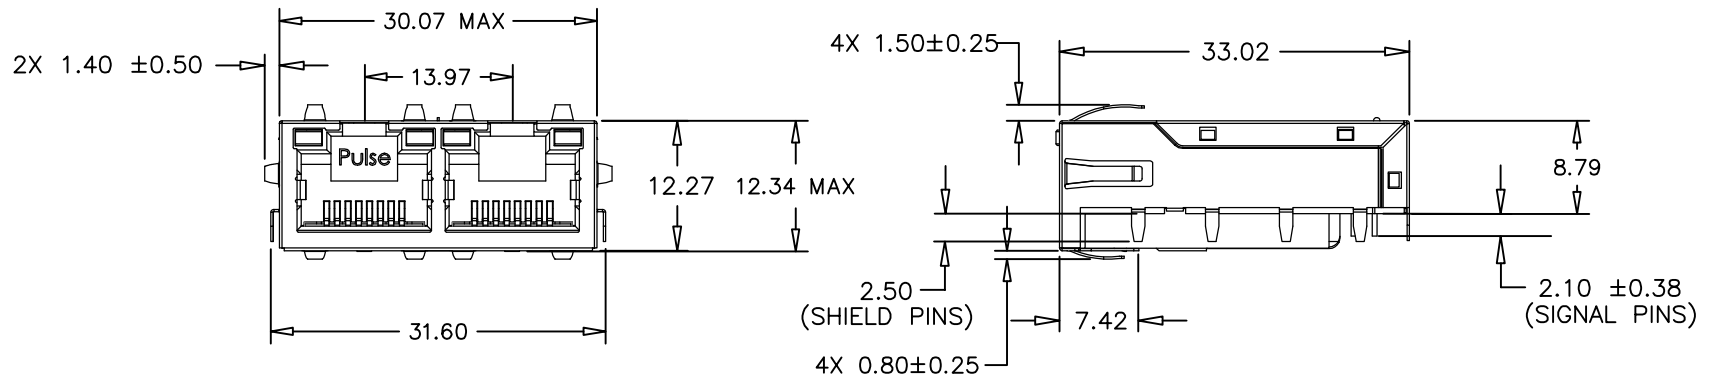 30.07 MAX
2X 1.40 ±0.50
13.97
Pulse
12.27
12.34 MAX
31.60
4X 1.50±0.25
33.02
8.79
2.50
(SHIELD PINS)
7.42
4X 0.80±0.25
2.10 ±0.38
(SIGNAL PINS)